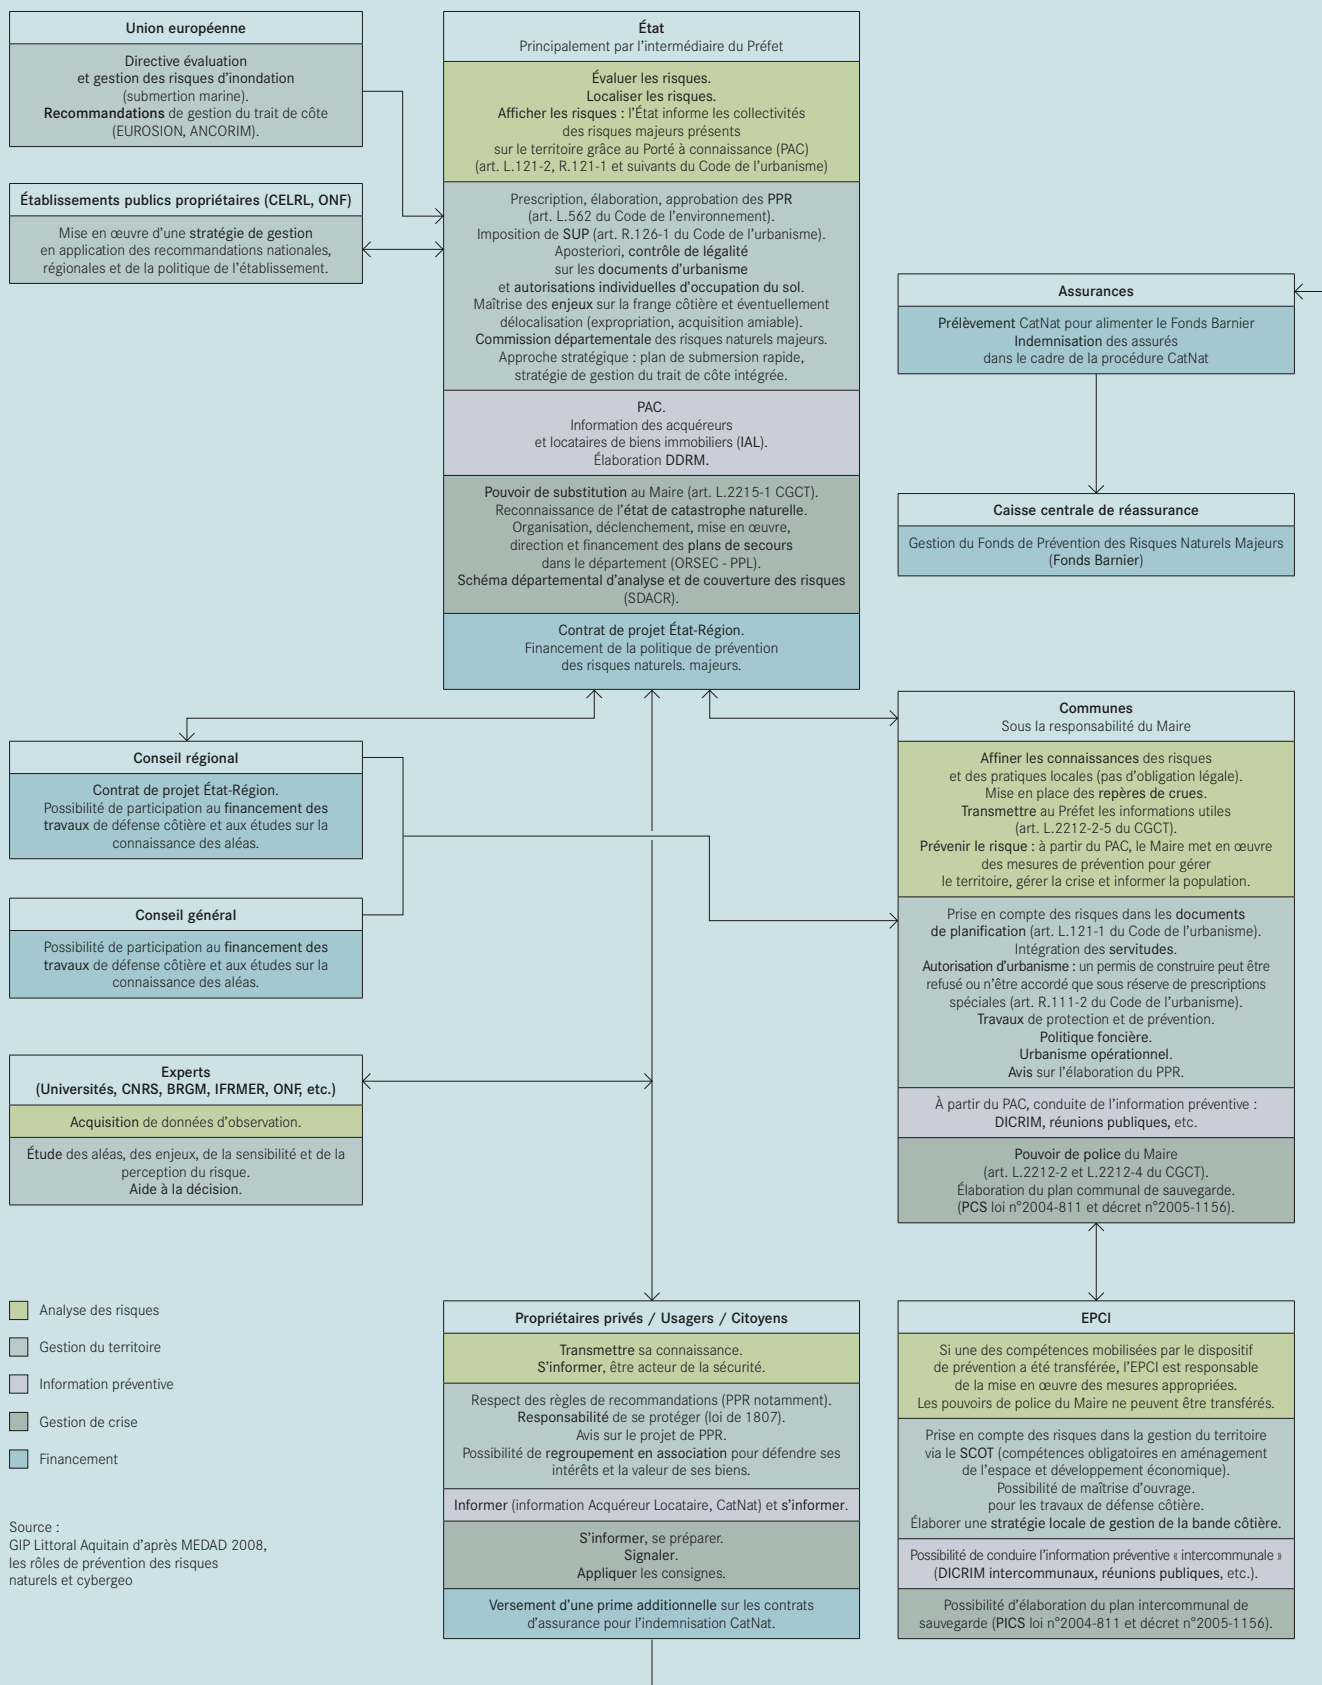 Union européenne
Directive évaluation
et gestion des risques d'inondation
(submertion marine).
Recommandations de gestion du trait de côte
(EUROSION, ANCORIM).
Établissements publics propriétaires (CELRL, ONF)
Mise en œuvre d'une stratégie de gestion
en application des recommandations nationales,
régionales et de la politique de l'établissement.
État
Principalement par l'intermédiaire du Préfet
Évaluer les risques.
Localiser les risques.
Afficher les risques : l'État informe les collectivités
des risques majeurs présents
sur le territoire grâce au Porté à connaissance (PAC)
(art. L.121-2, R.121-1 et suivants du Code de l'urbanisme)
Prescription, élaboration, approbation des PPR
(art. L.562 du Code de l'environnement).
Imposition de SUP (art. R.126-1 du Code de l'urbanisme).
Aposteriori, contrôle de légalité
sur les documents d'urbanisme
et autorisations individuelles d'occupation du sol.
Maîtrise des enjeux sur la frange côtière et éventuellement
délocalisation (expropriation, acquisition amiable).
Commission départementale des risques naturels majeurs.
Approche stratégique : plan de submersion rapide,
stratégie de gestion du trait de côte intégrée.
PAC.
Information des acquéreurs
et locataires de biens immobiliers (IAL).
Élaboration DDRM.
Pouvoir de substitution au Maire (art. L.2215-1 CGCT).
Reconnaissance de l'état de catastrophe naturelle.
Organisation, déclenchement, mise en œuvre,
direction et financement des plans de secours
dans le département (ORSEC - PPL).
Schéma départemental d'analyse et de couverture des risques
(SDACR).
Contrat de projet État-Région.
Financement de la politique de prévention
des risques naturels. majeurs.
Assurances
Prélèvement CatNat pour alimenter le Fonds Barnier
Indemnisation des assurés
dans le cadre de la procédure CatNat
Caisse centrale de réassurance
Gestion du Fonds de Prévention des Risques Naturels Majeurs
(Fonds Barnier)
Conseil régional
Contrat de projet État-Région.
Possibilité de participation au financement des
travaux de défense côtière et aux études sur la
connaissance des aléas.
Conseil général
Possibilité de participation au financement des
travaux de défense côtière et aux études sur la
connaissance des aléas.
Experts
(Universités, CNRS, BRGM, IFRMER, ONF, etc.)
Acquisition de données d'observation.
Étude des aléas, des enjeux, de la sensibilité et de la
perception du risque.
Aide à la décision.
Communes
Sous la responsabilité du Maire
Affiner les connaissances des risques
et des pratiques locales (pas d'obligation légale).
Mise en place des repères de crues.
Transmettre au Préfet les informations utiles
(art. L.2212-2-5 du CGCT).
Prévenir le risque : à partir du PAC, le Maire met en œuvre
des mesures de prévention pour gérer
le territoire, gérer la crise et informer la population.
Prise en compte des risques dans les documents
de planification (art. L.121-1 du Code de l'urbanisme).
Intégration des servitudes.
Autorisation d'urbanisme : un permis de construire peut être
refusé ou n'être accordé que sous réserve de prescriptions
spéciales (art. R.111-2 du Code de l'urbanisme).
Travaux de protection et de prévention.
Politique foncière.
Urbanisme opérationnel.
Avis sur l'élaboration du PPR.
À partir du PAC, conduite de l'information préventive :
DICRIM, réunions publiques, etc.
Pouvoir de police du Maire
(art. L.2212-2 et L.2212-4 du CGCT).
Élaboration du plan communal de sauvegarde.
(PCS loi n°2004-811 et décret n°2005-1156).
Analyse des risques
Gestion du territoire
Information préventive
Gestion de crise
Financement
Source :
GIP Littoral Aquitain d'après MEDAD 2008,
les rôles de prévention des risques
naturels et cybergeo
Propriétaires privés / Usagers / Citoyens
Transmettre sa connaissance.
S'informer, être acteur de la sécurité.
Respect des règles de recommandations (PPR notamment).
Responsabilité de se protéger (loi de 1807).
Avis sur le projet de PPR.
Possibilité de regroupement en association pour défendre ses
intérêts et la valeur de ses biens.
Informer (information Acquéreur Locataire, CatNat) et s'informer.
S'informer, se préparer.
Signaler.
Appliquer les consignes.
Versement d'une prime additionnelle sur les contrats
d'assurance pour l'indemnisation CatNat.
EPCI
Si une des compétences mobilisées par le dispositif
de prévention a été transférée, l'EPCI est responsable
de la mise en œuvre des mesures appropriées.
Les pouvoirs de police du Maire ne peuvent être transférés.
Prise en compte des risques dans la gestion du territoire
via le SCOT (compétences obligatoires en aménagement
de l'espace et développement économique).
Possibilité de maîtrise d'ouvrage.
pour les travaux de défense côtière.
Élaborer une stratégie locale de gestion de la bande côtière.
Possibilité de conduire l'information préventive « intercommunale »
(DICRIM intercommunaux, réunions publiques, etc.).
Possibilité d'élaboration du plan intercommunal de
sauvegarde (PICS loi n°2004-811 et décret n°2005-1156).